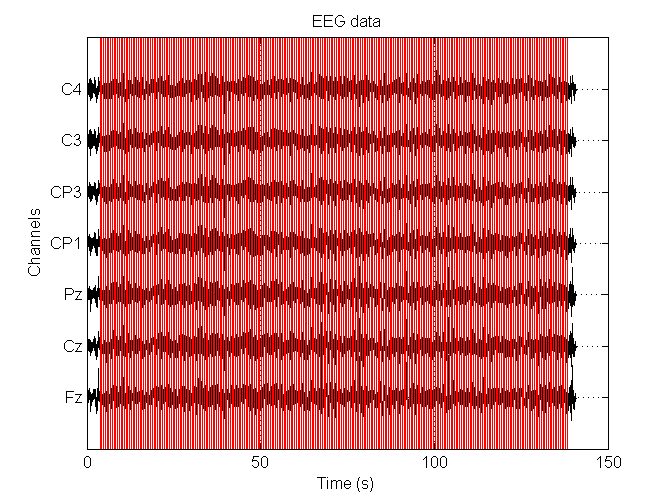 EEG data
Channels
C4
C3
CP3
CP1
Pz
Cz
Fz
0 50 100 150
Time (s)